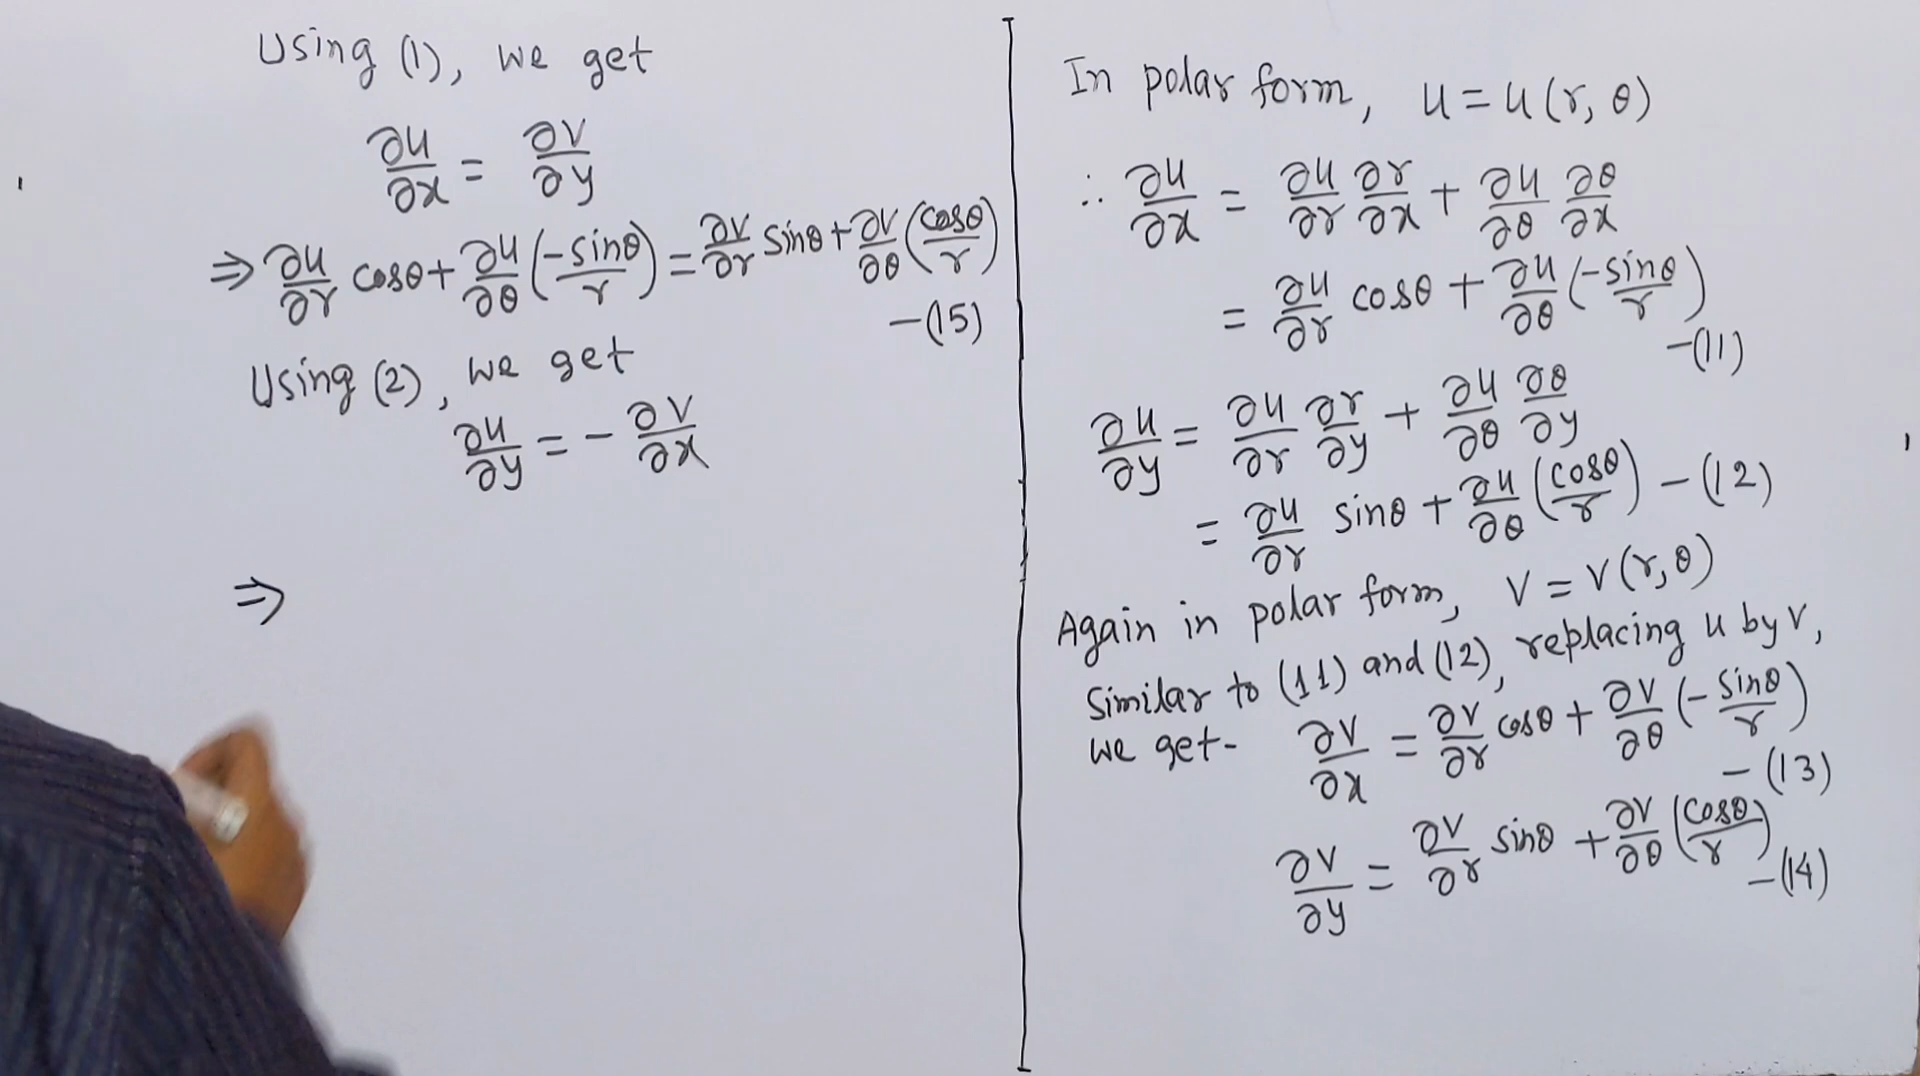 Using (1), we get
∂u/∂x = ∂v/∂y
⇒ ∂u/∂r cosθ + ∂u/∂θ (-sinθ/r) = ∂v/∂r sinθ + ∂v/∂θ (cosθ/r)
—(15)
Using (2), we get
∂u/∂y = - ∂v/∂x
⇒
In polar form, u = u(r, θ)
∴ ∂u/∂x = ∂u/∂r ∂r/∂x + ∂u/∂θ ∂θ/∂x
= ∂u/∂r cosθ + ∂u/∂θ (-sinθ/r)
—(11)
∂u/∂y = ∂u/∂r ∂r/∂y + ∂u/∂θ ∂θ/∂y
= ∂u/∂r sinθ + ∂u/∂θ (cosθ/r) —(12)
Again in polar form, v = v(r, θ)
Similar to (11) and (12), replacing u by v,
we get- ∂v/∂x = ∂v/∂r cosθ + ∂v/∂θ (-sinθ/r)
—(13)
∂v/∂y = ∂v/∂r sinθ + ∂v/∂θ (cosθ/r)
—(14)